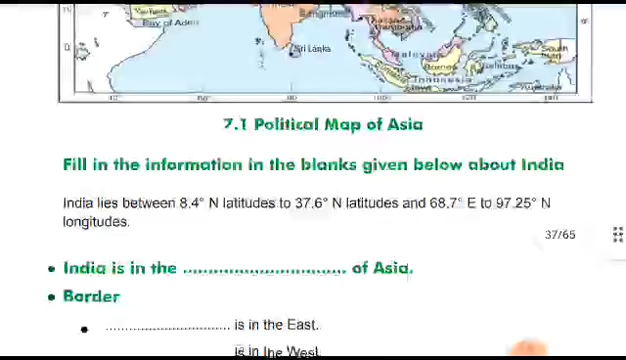 Bay of Aden
Sri Lanka
Malaysia
Borneo
Indonesia
South
Australia
7.1 Political Map of Asia
Fill in the information in the blanks given below about India
India lies between 8.4° N latitudes to 37.6° N latitudes and 68.7° E to 97.25° N
longitudes.
37/65
• India is in the .............................. of Asia.
• Border
• ............................... is in the East.
is in the West